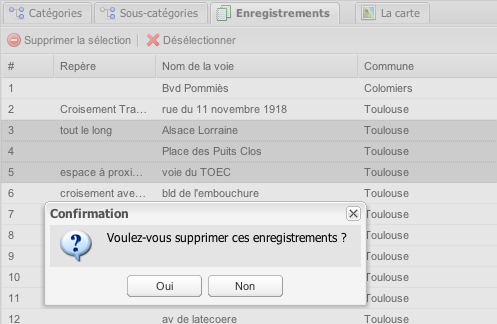 Catégories Sous-catégories Enregistrements La carte
Supprimer la sélection Désélectionner
# Repère Nom de la voie Commune
1 Bvd Pommiès Colomiers
2 Croisement Tra... rue du 11 novembre 1918 Toulouse
3 tout le long Alsace Lorraine Toulouse
4 Place des Puits Clos Toulouse
5 espace à proxi... voie du TOEC Toulouse
6 croisement ave... bld de l'embouchure Toulouse
7 Toulouse
8 Toulouse
9 Toulouse
10 Toulouse
11 Toulouse
12 av de latecoere Toulouse
Confirmation
Voulez-vous supprimer ces enregistrements ?
Oui Non